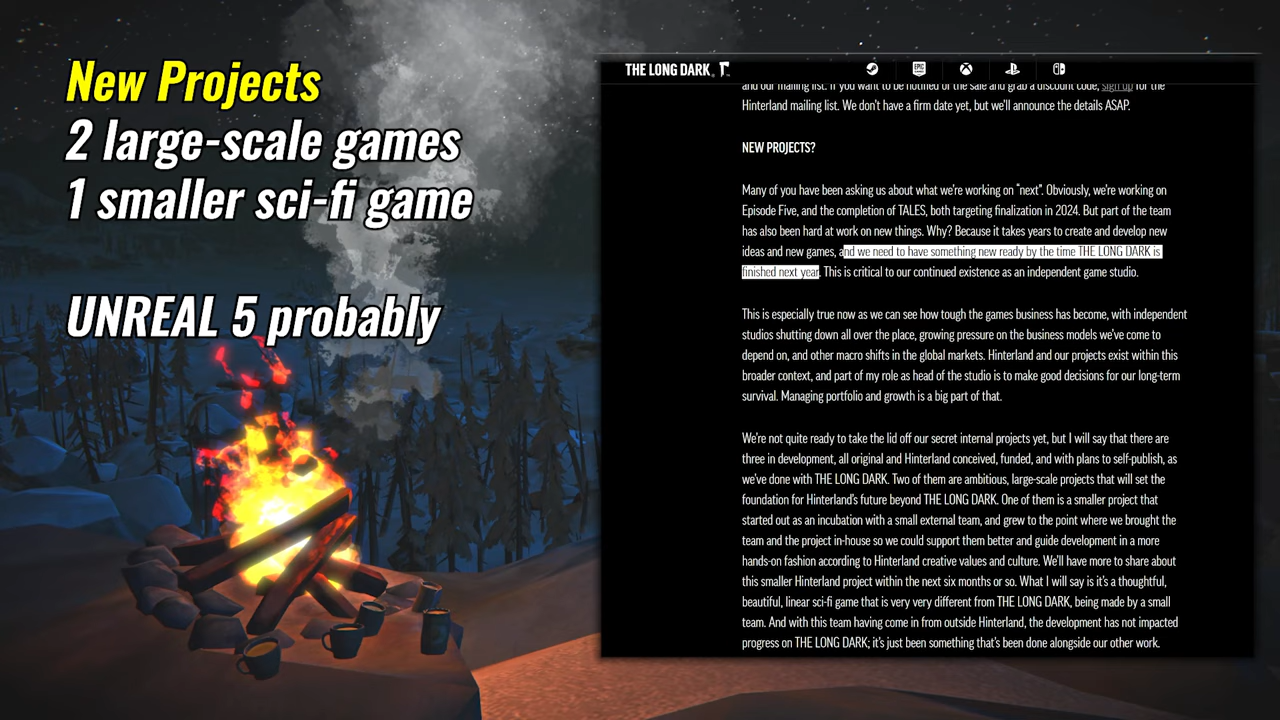 New Projects
2 large-scale games
1 smaller sci-fi game
UNREAL 5 probably
THE LONG DARK
EPIC GAMES
and our mailing list. If you want to be notified of the sale and grab a discount code, sign up for the
Hinterland mailing list. We don't have a firm date yet, but we'll announce the details ASAP.
NEW PROJECTS?
Many of you have been asking us about what we're working on "next". Obviously, we're working on
Episode Five, and the completion of TALES, both targeting finalization in 2024. But part of the team
has also been hard at work on new things. Why? Because it takes years to create and develop new
ideas and new games, and we need to have something new ready by the time THE LONG DARK is
finished next year. This is critical to our continued existence as an independent game studio.
This is especially true now as we can see how tough the games business has become, with independent
studios shutting down all over the place, growing pressure on the business models we've come to
depend on, and other macro shifts in the global markets. Hinterland and our projects exist within this
broader context, and part of my role as head of the studio is to make good decisions for our long-term
survival. Managing portfolio and growth is a big part of that.
We're not quite ready to take the lid off our secret internal projects yet, but I will say that there are
three in development, all original and Hinterland conceived, funded, and with plans to self-publish, as
we've done with THE LONG DARK. Two of them are ambitious, large-scale projects that will set the
foundation for Hinterland's future beyond THE LONG DARK. One of them is a smaller project that
started out as an incubation with a small external team, and grew to the point where we brought the
team and the project in-house so we could support them better and guide development in a more
hands-on fashion according to Hinterland creative values and culture. We'll have more to share about
this smaller Hinterland project within the next six months or so. What I will say is it's a thoughtful,
beautiful, linear sci-fi game that is very very different from THE LONG DARK, being made by a small
team. And with this team having come in from outside Hinterland, the development has not impacted
progress on THE LONG DARK; it's just been something that's been done alongside our other work.